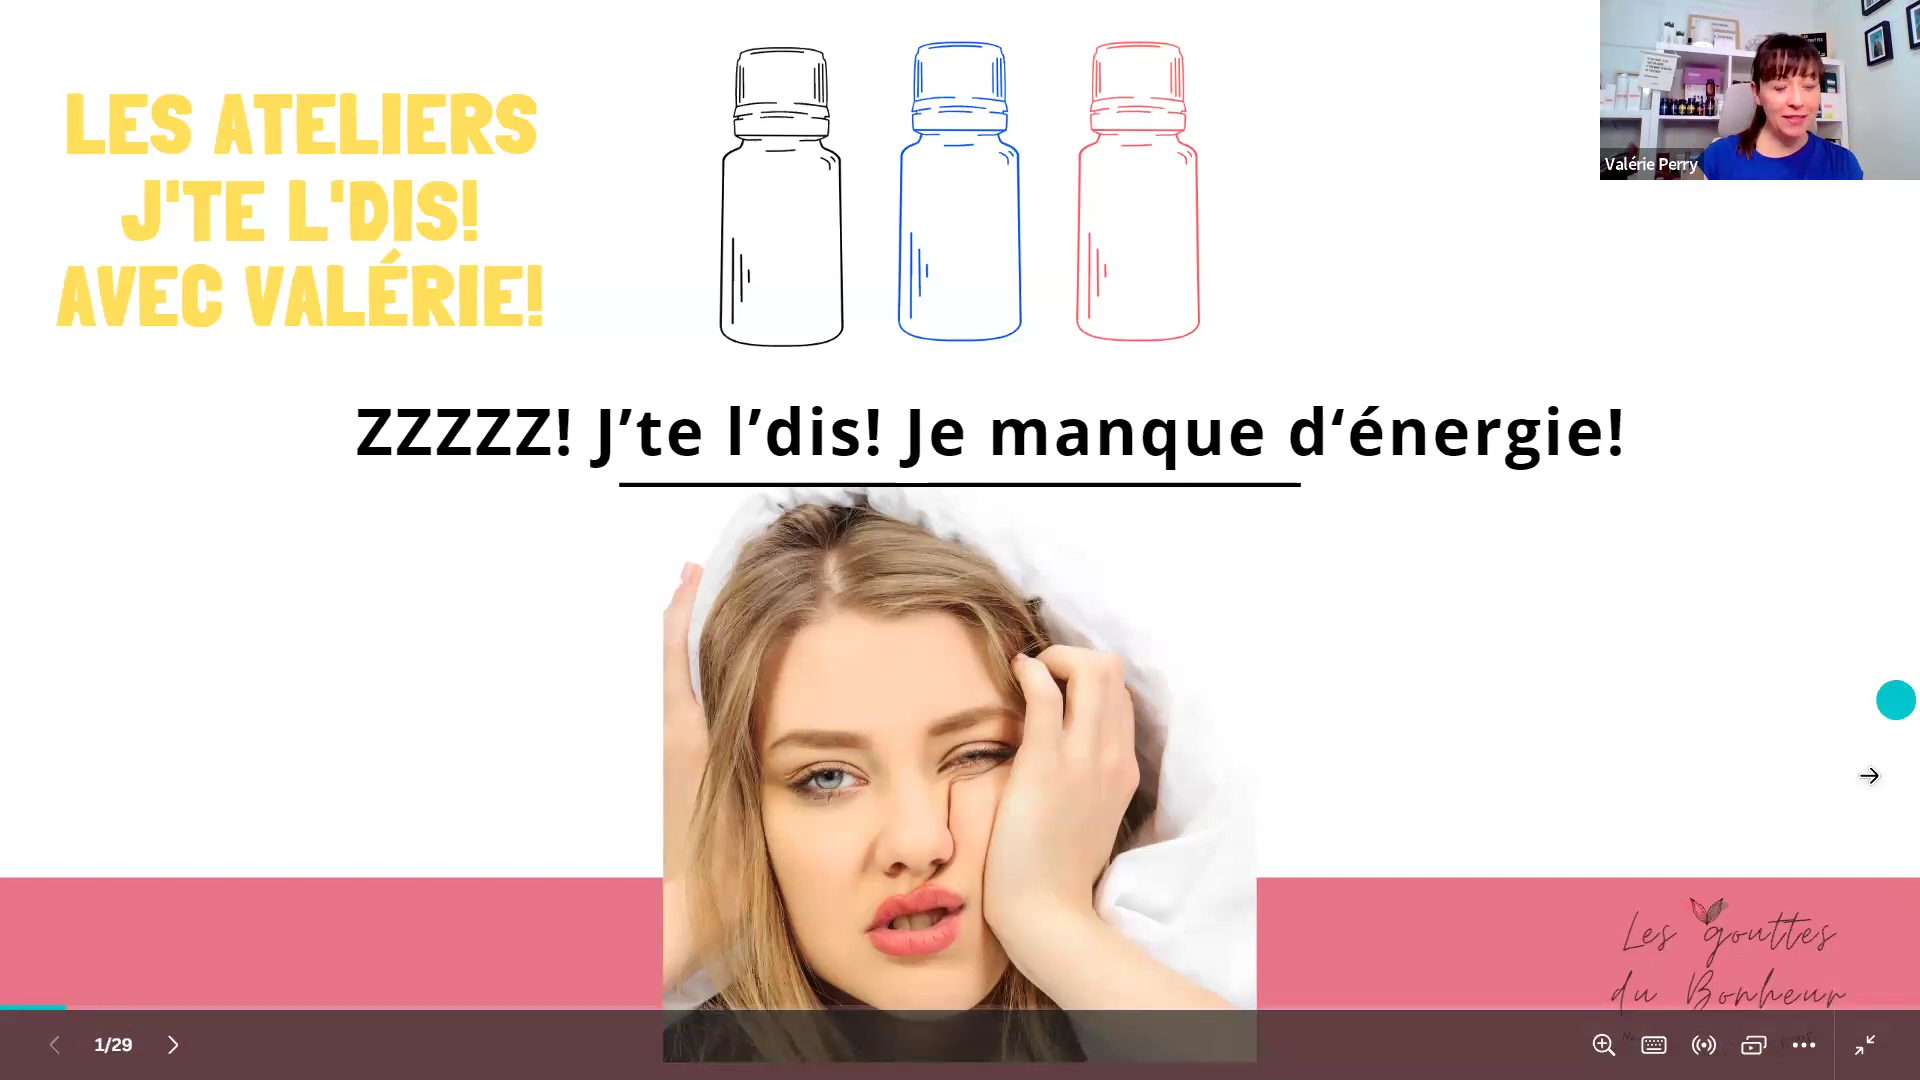 LES ATELIERS
J'TE L'DIS!
AVEC VALÉRIE!
Valérie Perry
ZZZZZ! J’te l’dis! Je manque d‘énergie!
Les gouttes
du Bonheur
1/29